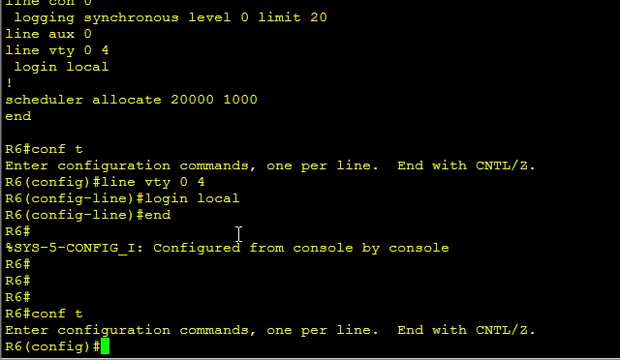 line con 0
 logging synchronous level 0 limit 20
line aux 0
line vty 0 4
 login local
!
scheduler allocate 20000 1000
end

R6#conf t
Enter configuration commands, one per line.  End with CNTL/Z.
R6(config)#line vty 0 4
R6(config-line)#login local
R6(config-line)#end
R6#
%SYS-5-CONFIG_I: Configured from console by console
R6#
R6#
R6#
R6#conf t
Enter configuration commands, one per line.  End with CNTL/Z.
R6(config)#